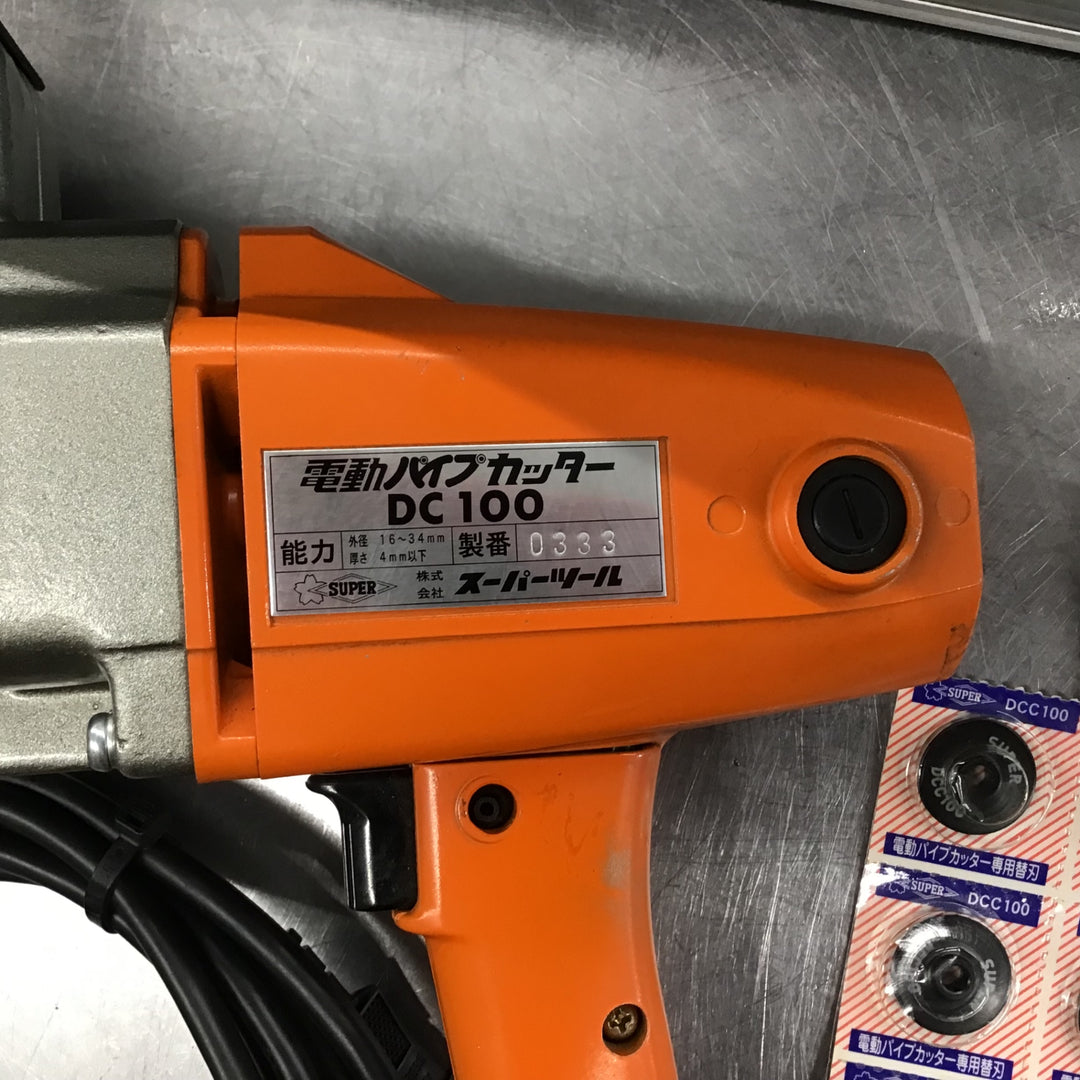 電動パイプカッター
DC 100
能力 外径 16〜34mm 厚さ 4mm以下 製番 0333
SUPER 株式会社 スーパーツール
SUPER DCC100
SUPER DCC100
電動パイプカッター専用替刃
SUPER DCC100
SU
電動パイプカッター専用替刃